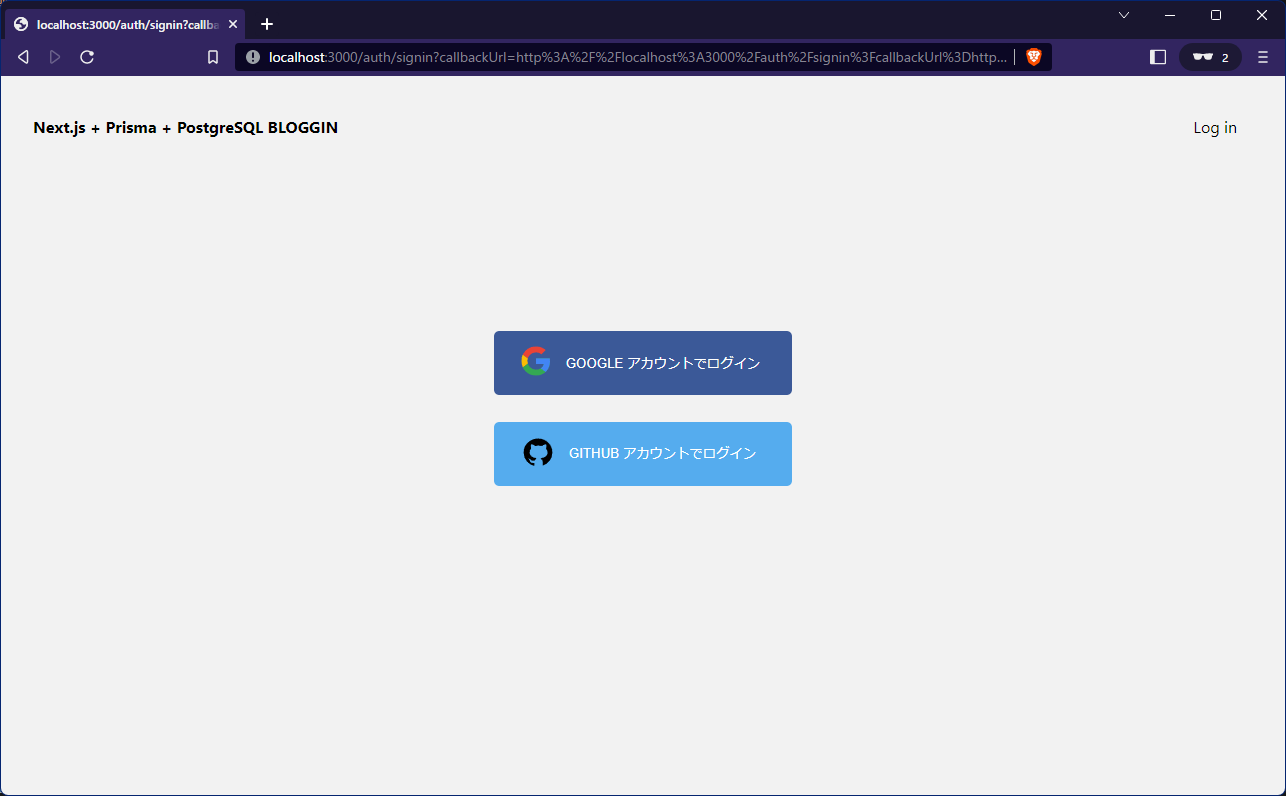 localhost:3000/auth/signin?callba
localhost:3000/auth/signin?callbackUrl=http%3A%2F%2Flocalhost%3A3000%2Fauth%2Fsignin%3FcallbackUrl%3Dhttp...
2
Next.js + Prisma + PostgreSQL BLOGGIN
Log in
GOOGLE アカウントでログイン
GITHUB アカウントでログイン